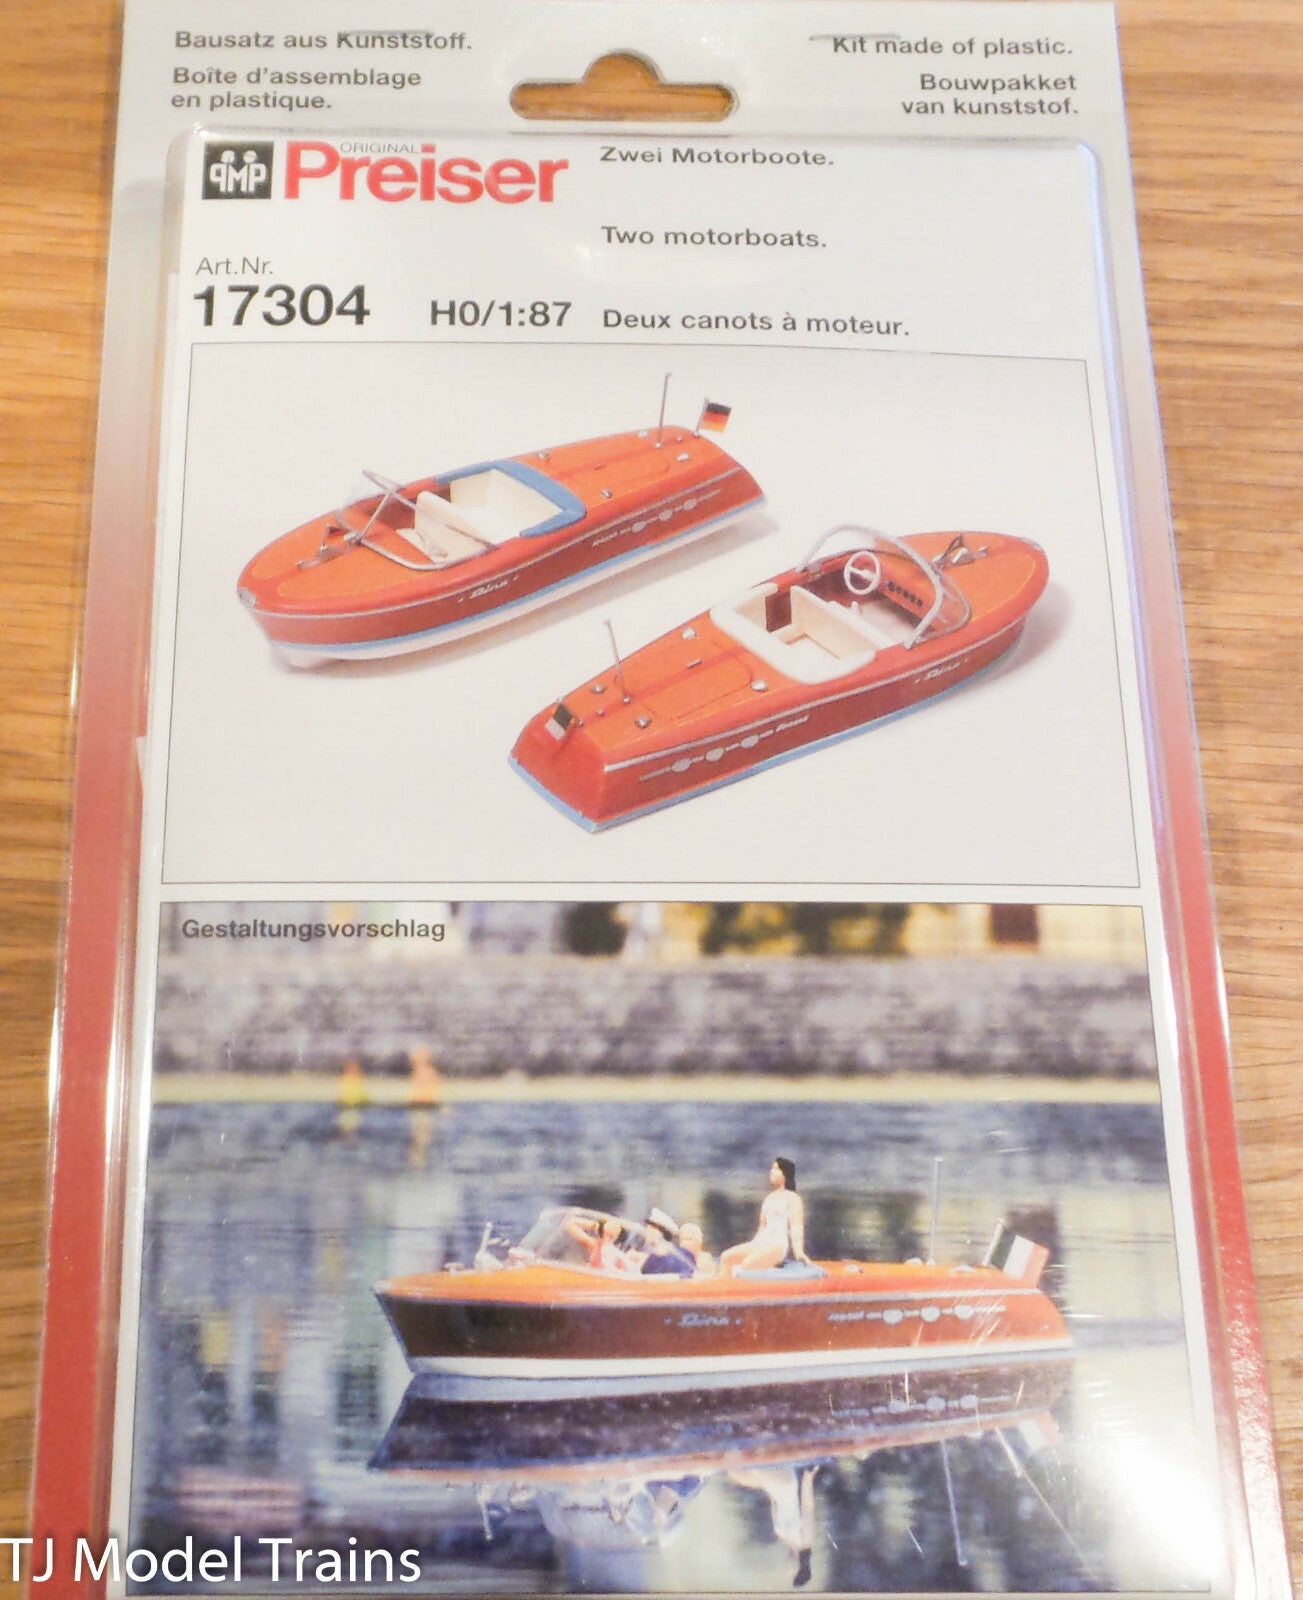 Bausatz aus Kunststoff.
Boîte d'assemblage
en plastique.
Kit made of plastic.
Bouwpakket
van kunststof.
PMP
ORIGINAL
Preiser
Zwei Motorboote.
Two motorboats.
Art.Nr.
17304
H0/1:87
Deux canots à moteur.
Gestaltungsvorschlag
TJ Model Trains